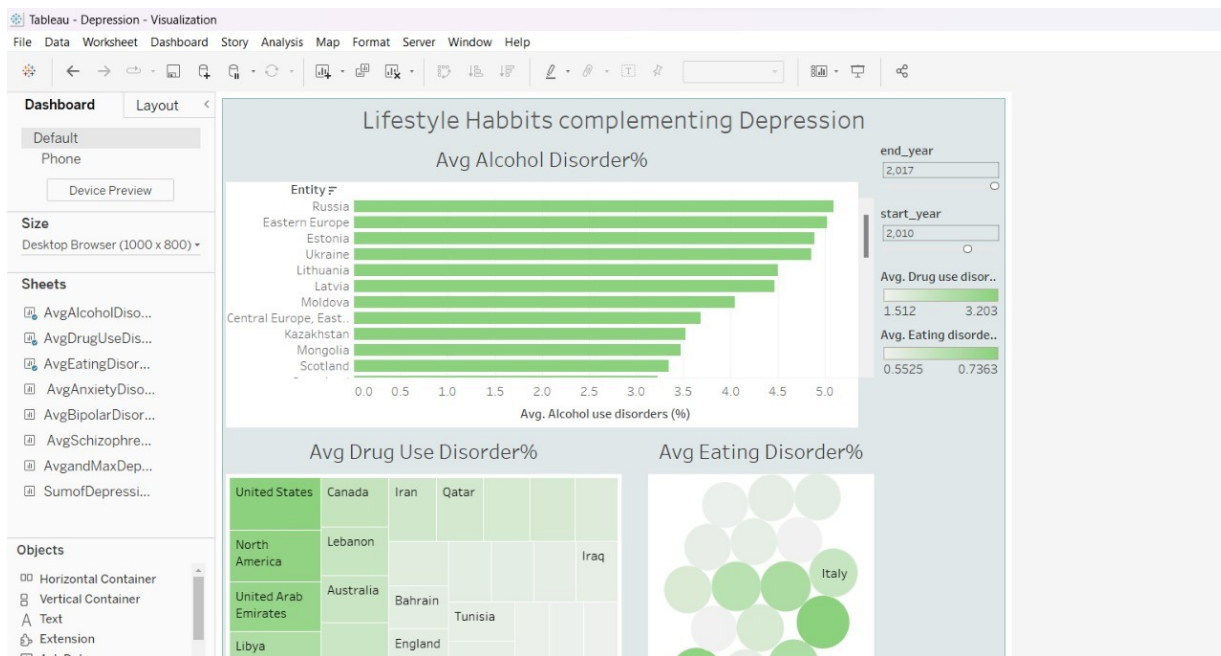 Tableau - Depression - Visualization
File Data Worksheet Dashboard Story Analysis Map Format Server Window Help
Dashboard Layout
Default
Phone
Device Preview
Size
Desktop Browser (1000 x 800)
Sheets
AvgAlcoholDiso...
AvgDrugUseDis...
AvgEatingDisor...
AvgAnxietyDiso...
AvgBipolarDisor...
AvgSchizophre...
AvgandMaxDep...
SumofDepressi...
Objects
Horizontal Container
Vertical Container
Text
Extension
Lifestyle Habbits complementing Depression
Avg Alcohol Disorder%
Entity
Russia
Eastern Europe
Estonia
Ukraine
Lithuania
Latvia
Moldova
Central Europe, East..
Kazakhstan
Mongolia
Scotland
0.0 0.5 1.0 1.5 2.0 2.5 3.0 3.5 4.0 4.5 5.0
Avg. Alcohol use disorders (%)
end_year
2,017
start_year
2,010
Avg. Drug use disor..
1.512 3.203
Avg. Eating disorde..
0.5525 0.7363
Avg Drug Use Disorder%
United States
Canada
Iran
Qatar
North
America
Lebanon
Iraq
United Arab
Emirates
Australia
Bahrain
Tunisia
Libya
England
Avg Eating Disorder%
Italy